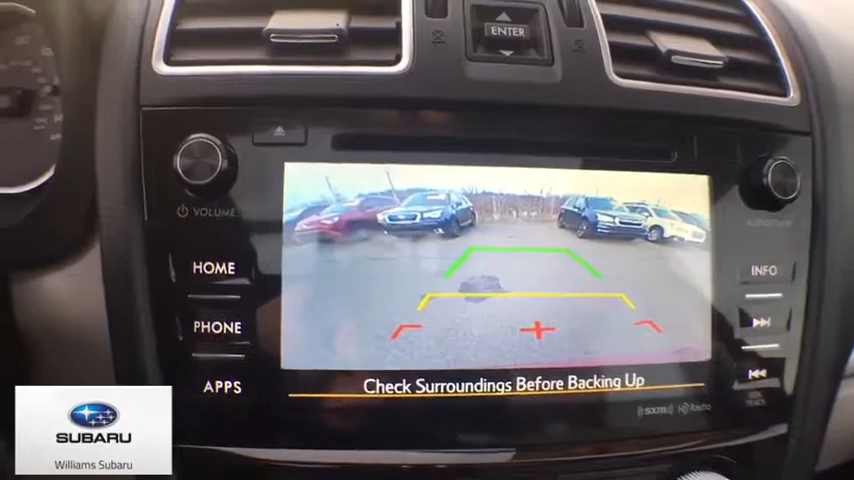 ENTER
VOLUME
HOME
PHONE
APPS
INFO
Check Surroundings Before Backing Up
SUBARU
Williams Subaru